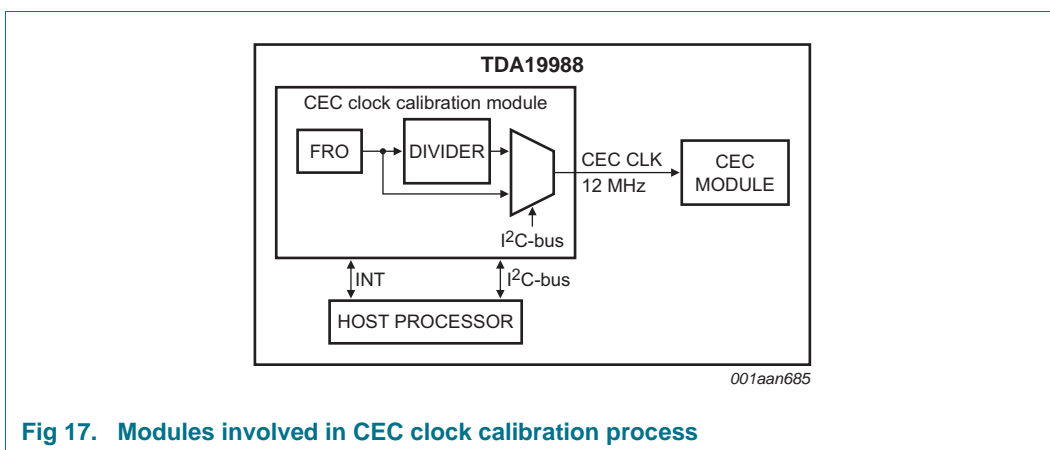 TDA19988
CEC clock calibration module
FRO
DIVIDER
CEC CLK
12 MHz
CEC
MODULE
I²C-bus
INT
I²C-bus
HOST PROCESSOR
001aan685
Fig 17. Modules involved in CEC clock calibration process